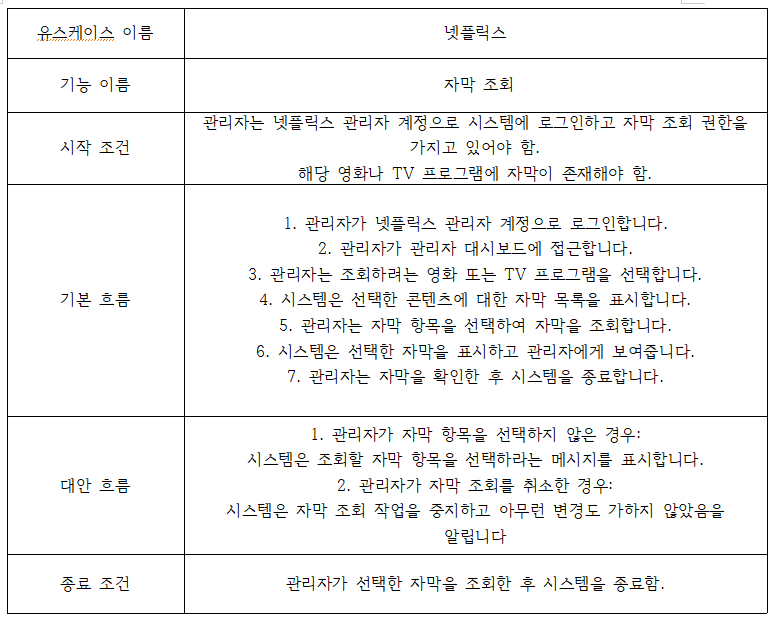 유스케이스 이름
넷플릭스
기능 이름
자막 조회
시작 조건
관리자는 넷플릭스 관리자 계정으로 시스템에 로그인하고 자막 조회 권한을
가지고 있어야 함.
해당 영화나 TV 프로그램에 자막이 존재해야 함.
기본 흐름
1. 관리자가 넷플릭스 관리자 계정으로 로그인합니다.
2. 관리자가 관리자 대시보드에 접근합니다.
3. 관리자는 조회하려는 영화 또는 TV 프로그램을 선택합니다.
4. 시스템은 선택한 콘텐츠에 대한 자막 목록을 표시합니다.
5. 관리자는 자막 항목을 선택하여 자막을 조회합니다.
6. 시스템은 선택한 자막을 표시하고 관리자에게 보여줍니다.
7. 관리자는 자막을 확인한 후 시스템을 종료합니다.
대안 흐름
1. 관리자가 자막 항목을 선택하지 않은 경우:
시스템은 조회할 자막 항목을 선택하라는 메시지를 표시합니다.
2. 관리자가 자막 조회를 취소한 경우:
시스템은 자막 조회 작업을 중지하고 아무런 변경도 가하지 않았음을
알립니다
종료 조건
관리자가 선택한 자막을 조회한 후 시스템을 종료함.